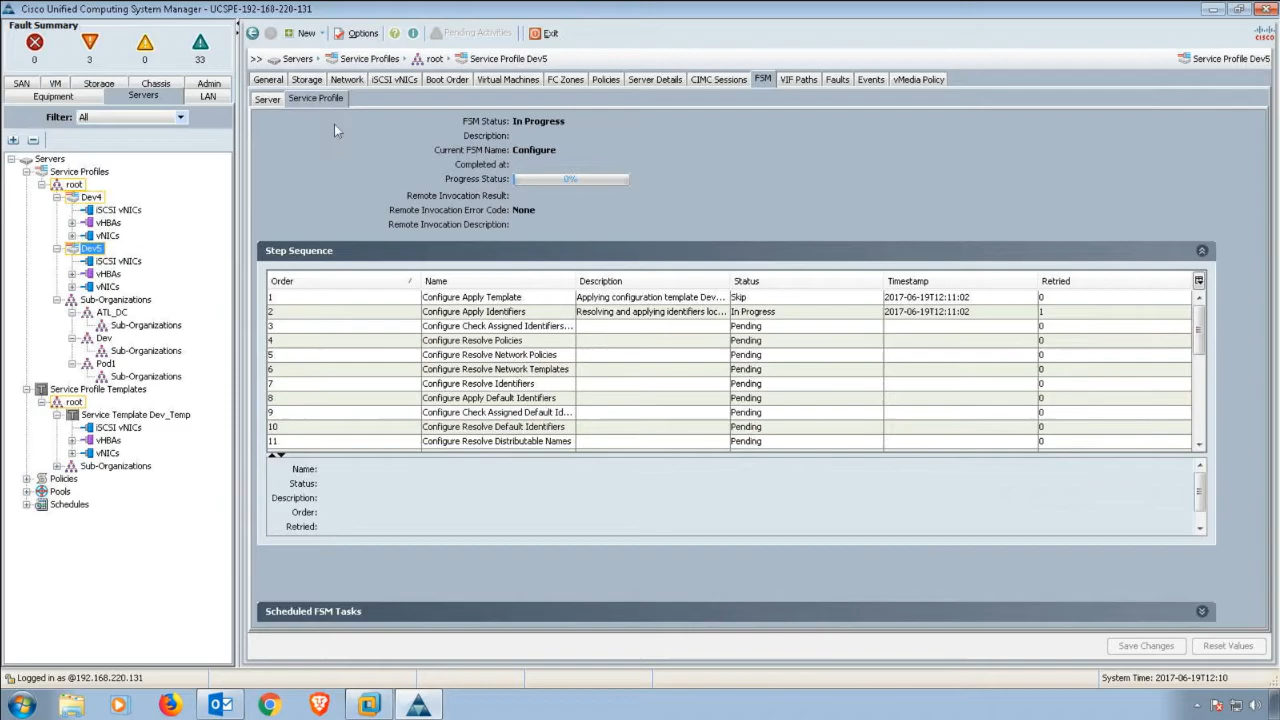 Cisco Unified Computing System Manager - UCSPE-192-168-220-131
Fault Summary
0 3 0 33
New Options Pending Activities Exit
CISCO
>> Servers Service Profiles root Service Profile Dev5
Service Profile Dev5
SAN VM Storage Chassis Admin
Equipment Servers LAN
Filter: All
Servers
Service Profiles
root
Dev4
iSCSI vNICs
vHBAs
vNICs
Dev5
iSCSI vNICs
vHBAs
vNICs
Sub-Organizations
ATL_DC
Sub-Organizations
Dev
Sub-Organizations
Pod1
Sub-Organizations
Service Profile Templates
root
Service Template Dev_Temp
iSCSI vNICs
vHBAs
vNICs
Sub-Organizations
Policies
Pools
Schedules
General Storage Network iSCSI vNICs Boot Order Virtual Machines FC Zones Policies Server Details CIMC Sessions FSM VIF Paths Faults Events vMedia Policy
Server Service Profile
FSM Status: In Progress
Description:
Current FSM Name: Configure
Completed at:
Progress Status: 0%
Remote Invocation Result:
Remote Invocation Error Code: None
Remote Invocation Description:
Step Sequence
Order Name Description Status Timestamp Retried
1 Configure Apply Template Applying configuration template Dev... Skip 2017-06-19T12:11:02 0
2 Configure Apply Identifiers Resolving and applying identifiers loc... In Progress 2017-06-19T12:11:02 1
3 Configure Check Assigned Identifiers... Pending 0
4 Configure Resolve Policies Pending 0
5 Configure Resolve Network Policies Pending 0
6 Configure Resolve Network Templates Pending 0
7 Configure Resolve Identifiers Pending 0
8 Configure Apply Default Identifiers Pending 0
9 Configure Check Assigned Default Id... Pending 0
10 Configure Resolve Default Identifiers Pending 0
11 Configure Resolve Distributable Names Pending 0
Name:
Status:
Description:
Order:
Retried:
Scheduled FSM Tasks
Save Changes Reset Values
Logged in as @192.168.220.131
System Time: 2017-06-19T12:10